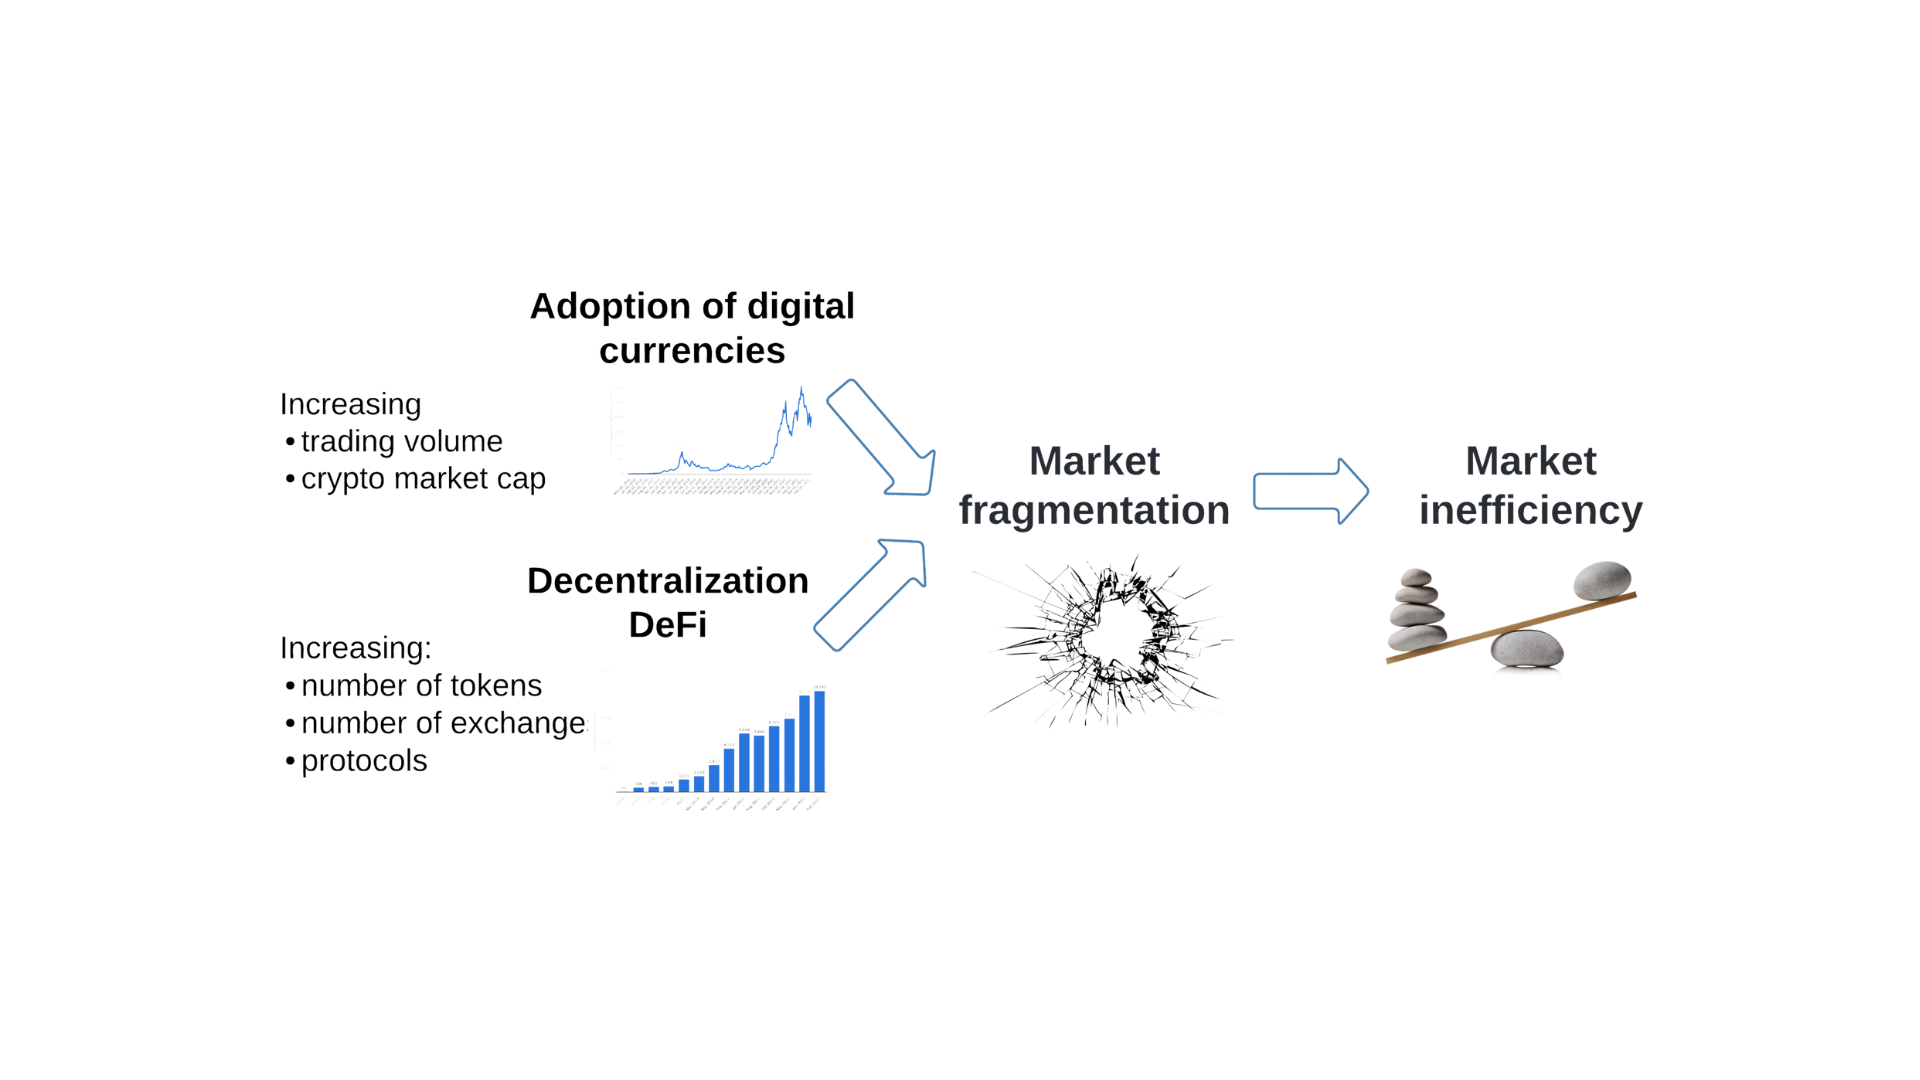 Adoption of digital
currencies
Increasing
• trading volume
• crypto market cap
Market
fragmentation
Market
inefficiency
Decentralization
DeFi
Increasing:
• number of tokens
• number of exchange
• protocols